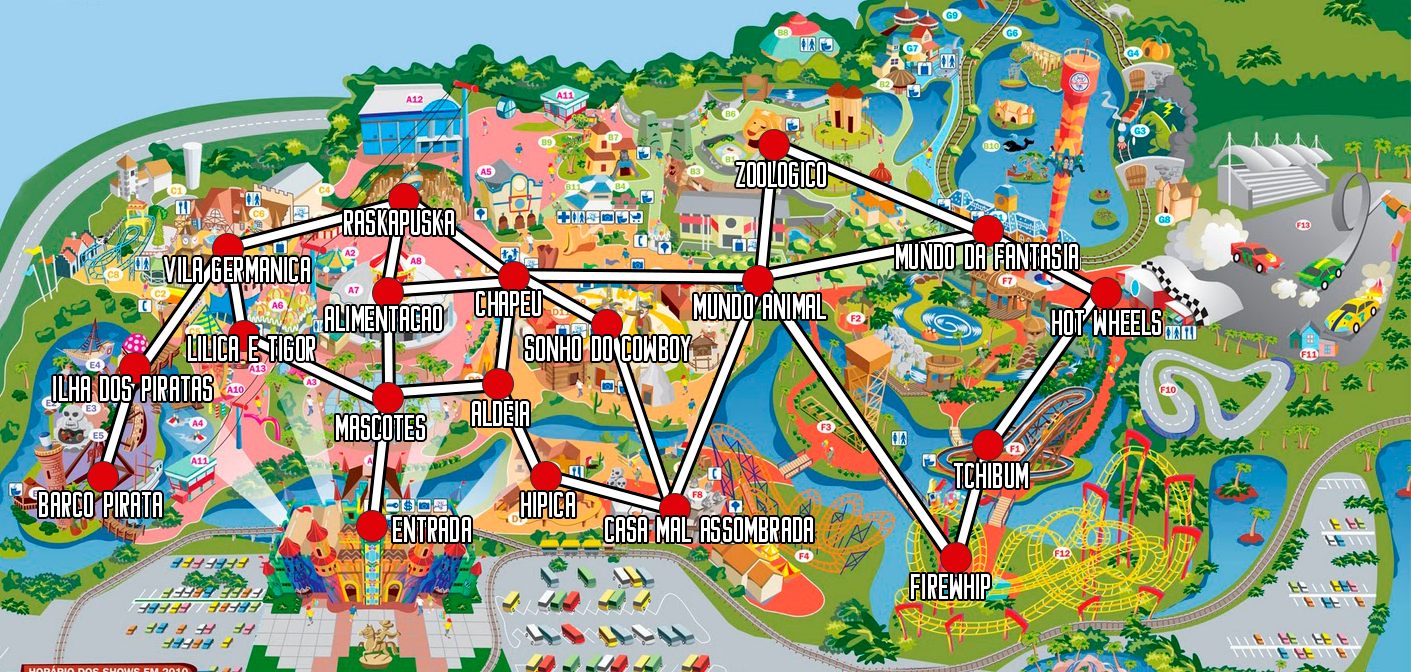 B8
G9
G6
G7
G4
A12
A11
B2
B6
G3
B7
B9
B10
B1
ZOOLOGICO
A5
B3
C1
C4
B11
B4
C6
G8
RASKAPUSKA
F13
MUNDO DA FANTASIA
A2
A8
VILA GERMANICA
C8
F7
A7
CHAPEU
MUNDO ANIMAL
C2
A6
ALIMENTACAO
F2
HOT WHEELS
LILICA E TIGOR
SONHO DO COWBOY
F11
E4
A13
ILHA DOS PIRATAS
A3
A10
F10
E3
ALDEIA
A4
MASCOTES
F3
E5
F1
A11
TCHIBUM
BARCO PIRATA
HIPICA
F8
ENTRADA
CASA MAL ASSOMBRADA
F4
F12
FIREWHIP
HORÁRIO DOS SHOWS EM 2010